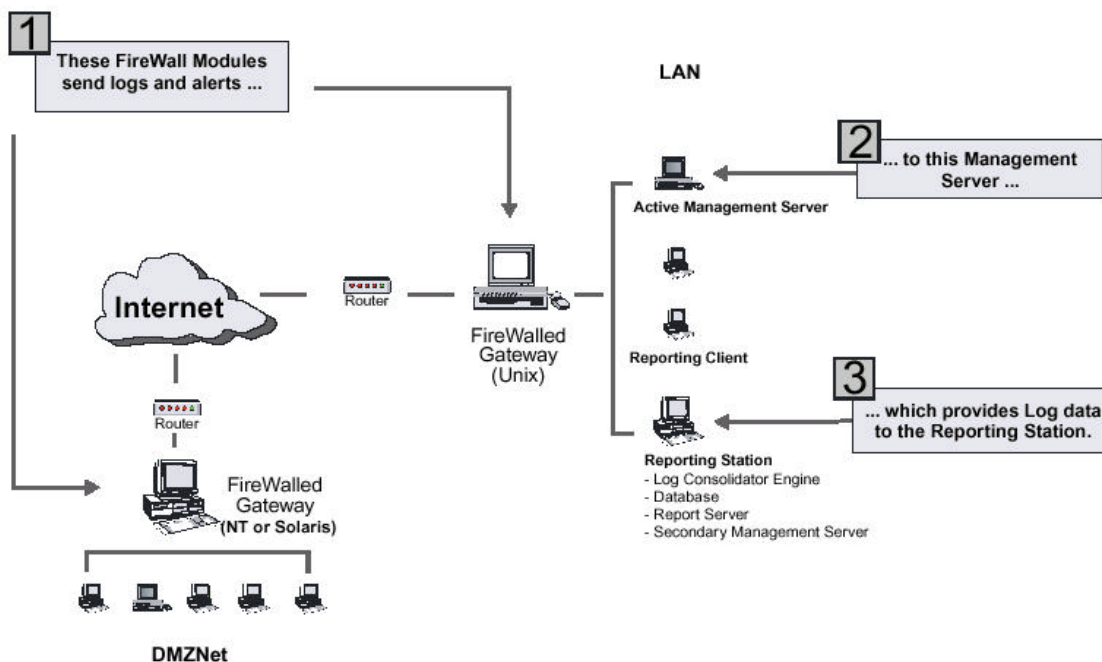 1
These FireWall Modules
send logs and alerts ...
LAN
2
... to this Management
Server ...
Active Management Server
Internet
Router
FireWalled
Gateway
(Unix)
Reporting Client
3
... which provides Log data
to the Reporting Station.
Router
Reporting Station
- Log Consolidator Engine
- Database
- Report Server
- Secondary Management Server
FireWalled
Gateway
(NT or Solaris)
DMZNet